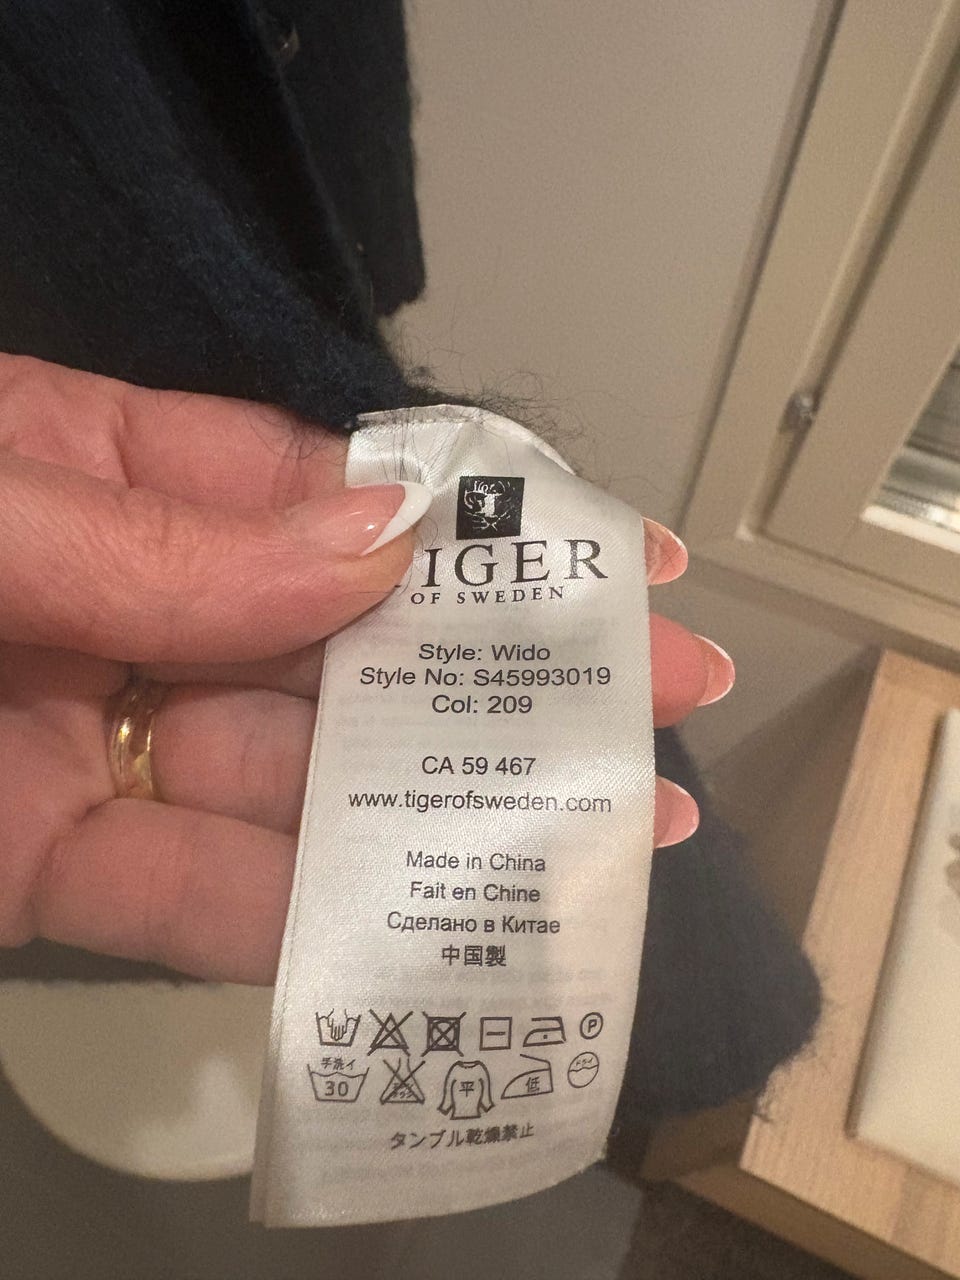 TIGER
OF SWEDEN
Style: Wido
Style No: S45993019
Col: 209
CA 59 467
www.tigerofsweden.com
Made in China
Fait en Chine
Сделано в Китае
中国製
P
手洗イ
30
平
低
ドライ
タンブル乾燥禁止